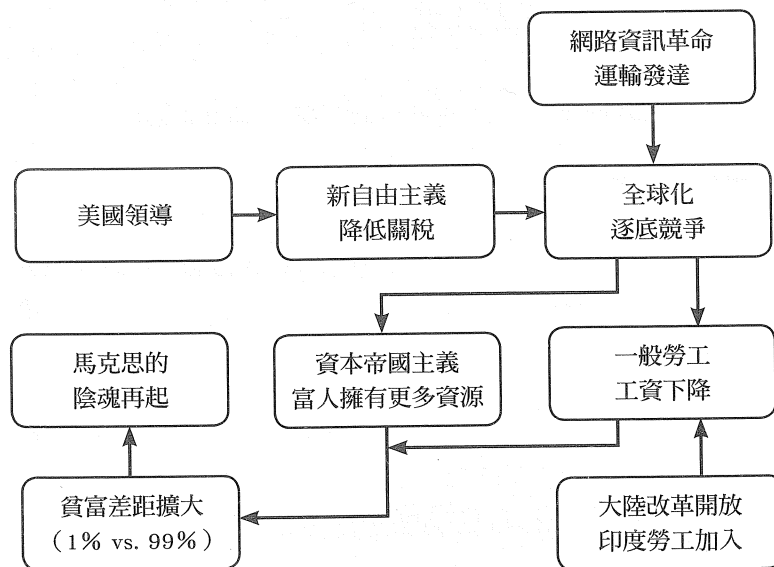 網路資訊革命
運輸發達
美國領導
新自由主義
降低關稅
全球化
逐底競爭
馬克思的
陰魂再起
資本帝國主義
富人擁有更多資源
一般勞工
工資下降
貧富差距擴大
（1% vs. 99%）
大陸改革開放
印度勞工加入